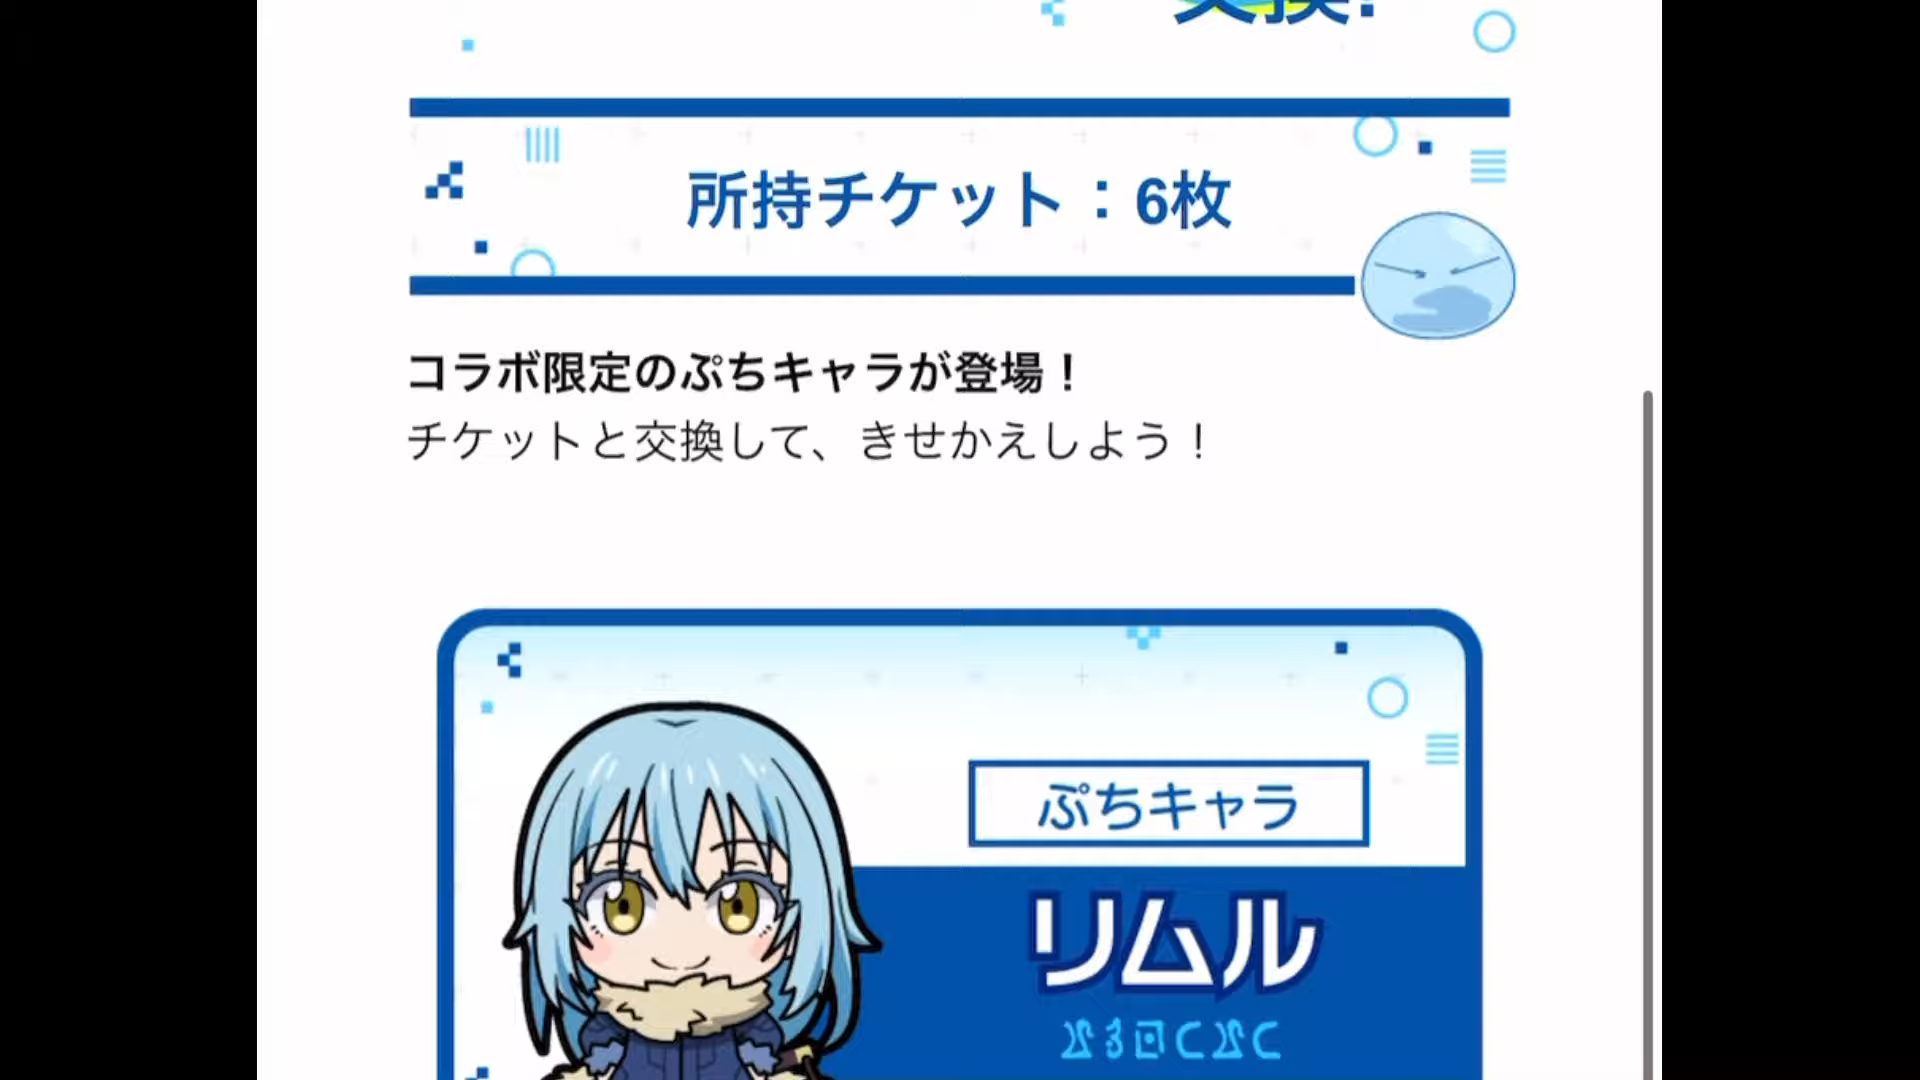 交換!
所持チケット：6枚
コラボ限定のぷちキャラが登場！
チケットと交換して、きせかえしよう！
ぷちキャラ
リムル